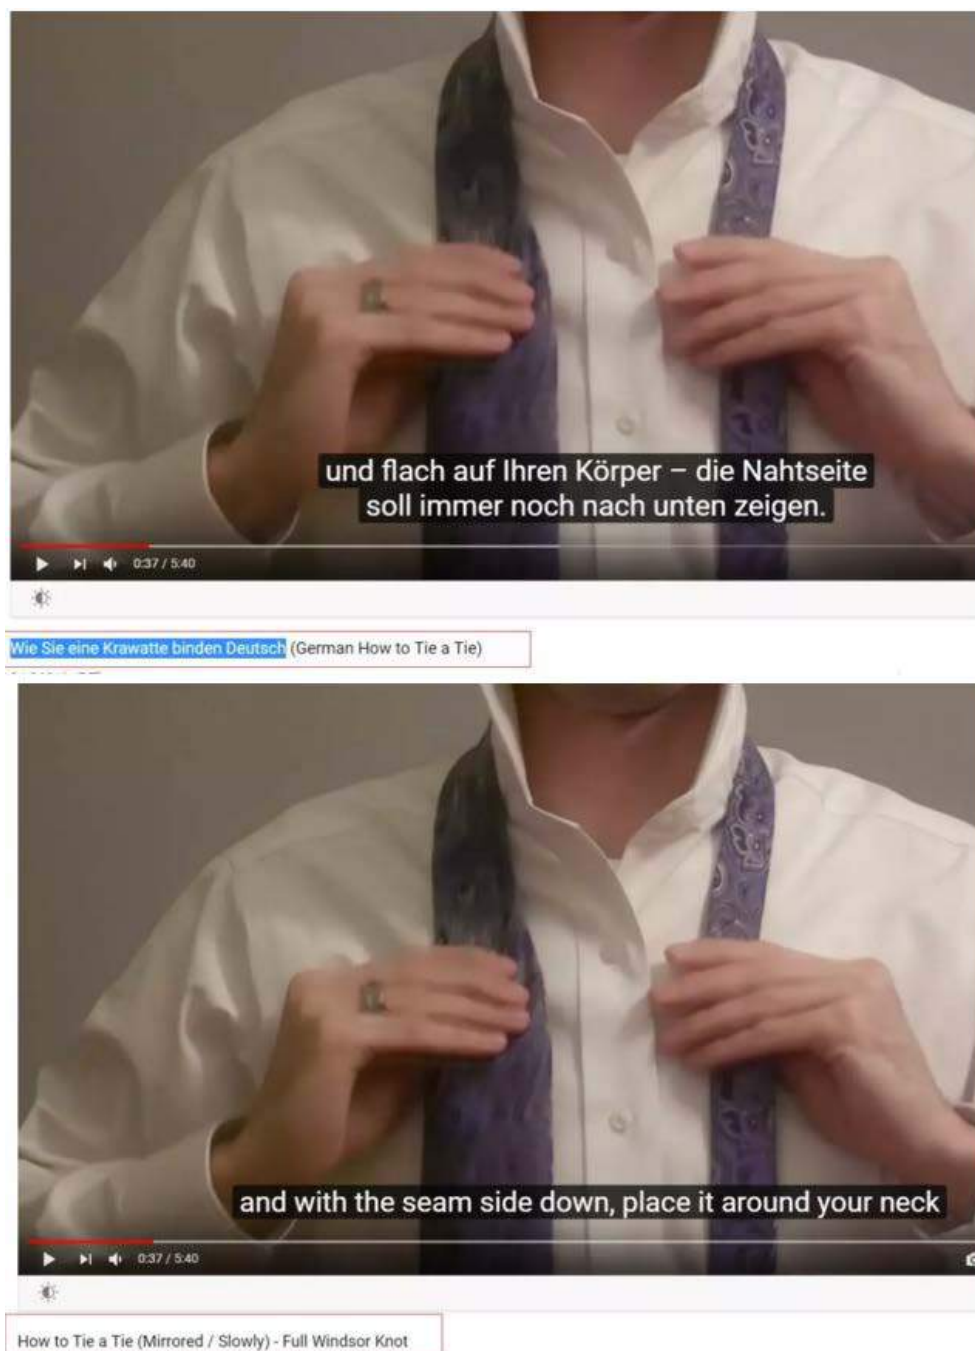 und flach auf Ihren Körper – die Nahtseite
soll immer noch nach unten zeigen.
0:37 / 5:40
Wie Sie eine Krawatte binden Deutsch (German How to Tie a Tie)
and with the seam side down, place it around your neck
0:37 / 5:40
How to Tie a Tie (Mirrored / Slowly) - Full Windsor Knot